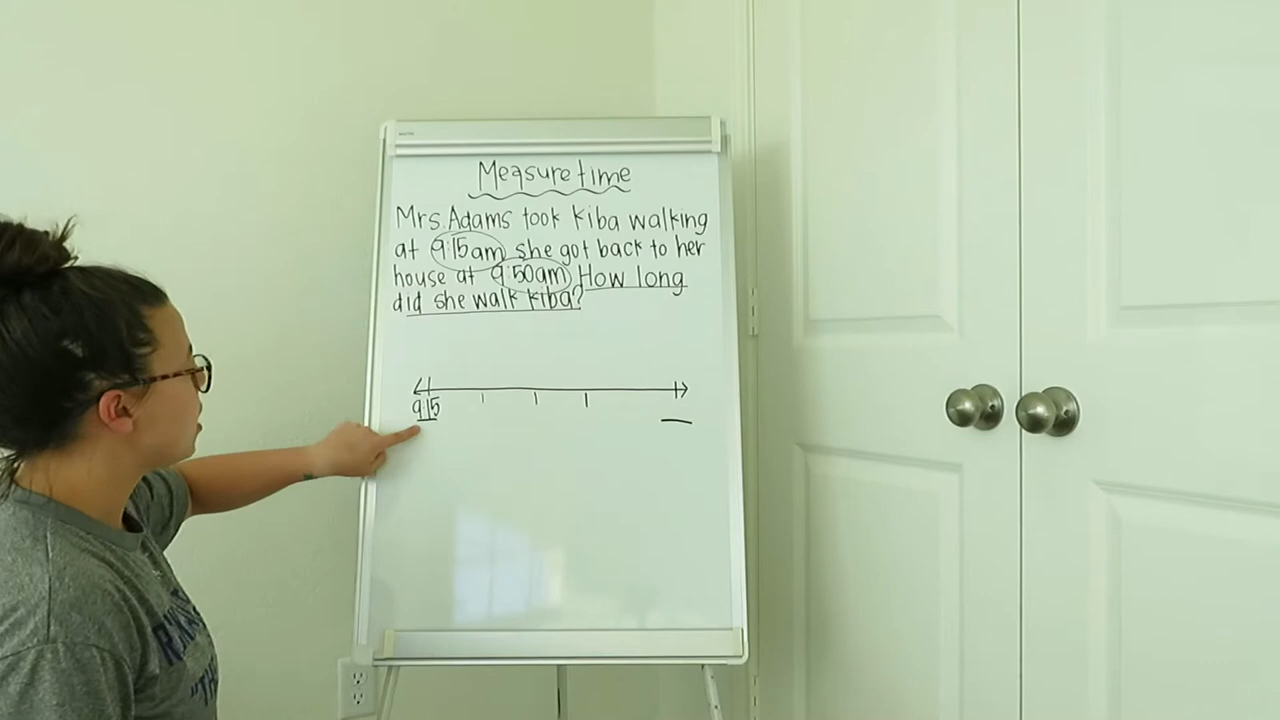 Measure time
Mrs. Adams took kiba walking
at 9:15am she got back to her
house at 9:50am How long
did she walk kiba?
9:15